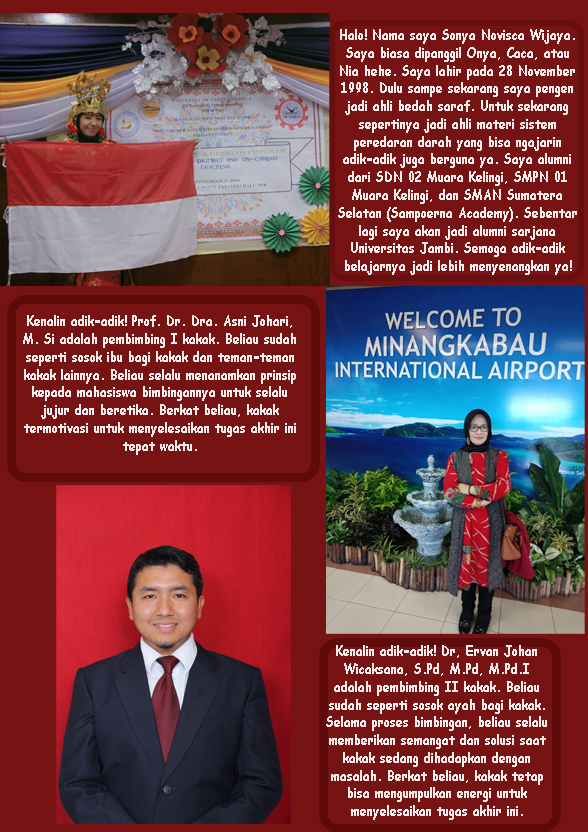 Halo! Nama saya Sonya Novisca Wijaya.
Saya biasa dipanggil Onya, Caca, atau
Nia hehe. Saya lahir pada 28 November
1998. Dulu sampe sekarang saya pengen
jadi ahli bedah saraf. Untuk sekarang
sepertinya jadi ahli materi sistem
peredaran darah yang bisa ngajarin
adik-adik juga berguna ya. Saya alumni
dari SDN 02 Muara Kelingi, SMPN 01
Muara Kelingi, dan SMAN Sumatera
Selatan (Sampoerna Academy). Sebentar
lagi saya akan jadi alumni sarjana
Universitas Jambi. Semoga adik-adik
belajarnya jadi lebih menyenangkan ya!
Kenalin adik-adik! Prof. Dr. Dra. Asni Johari,
M. Si adalah pembimbing I kakak. Beliau sudah
seperti sosok ibu bagi kakak dan teman-teman
kakak lainnya. Beliau selalu menanamkan prinsip
kepada mahasiswa bimbingannya untuk selalu
jujur dan beretika. Berkat beliau, kakak
termotivasi untuk menyelesaikan tugas akhir ini
tepat waktu.
WELCOME TO
MINANGKABAU
INTERNATIONAL AIRPORT
Kenalin adik-adik! Dr, Ervan Johan
Wicaksana, S.Pd, M.Pd, M.Pd.I
adalah pembimbing II kakak. Beliau
sudah seperti sosok ayah bagi kakak.
Selama proses bimbingan, beliau selalu
memberikan semangat dan solusi saat
kakak sedang dihadapkan dengan
masalah. Berkat beliau, kakak tetap
bisa mengumpulkan energi untuk
menyelesaikan tugas akhir ini.